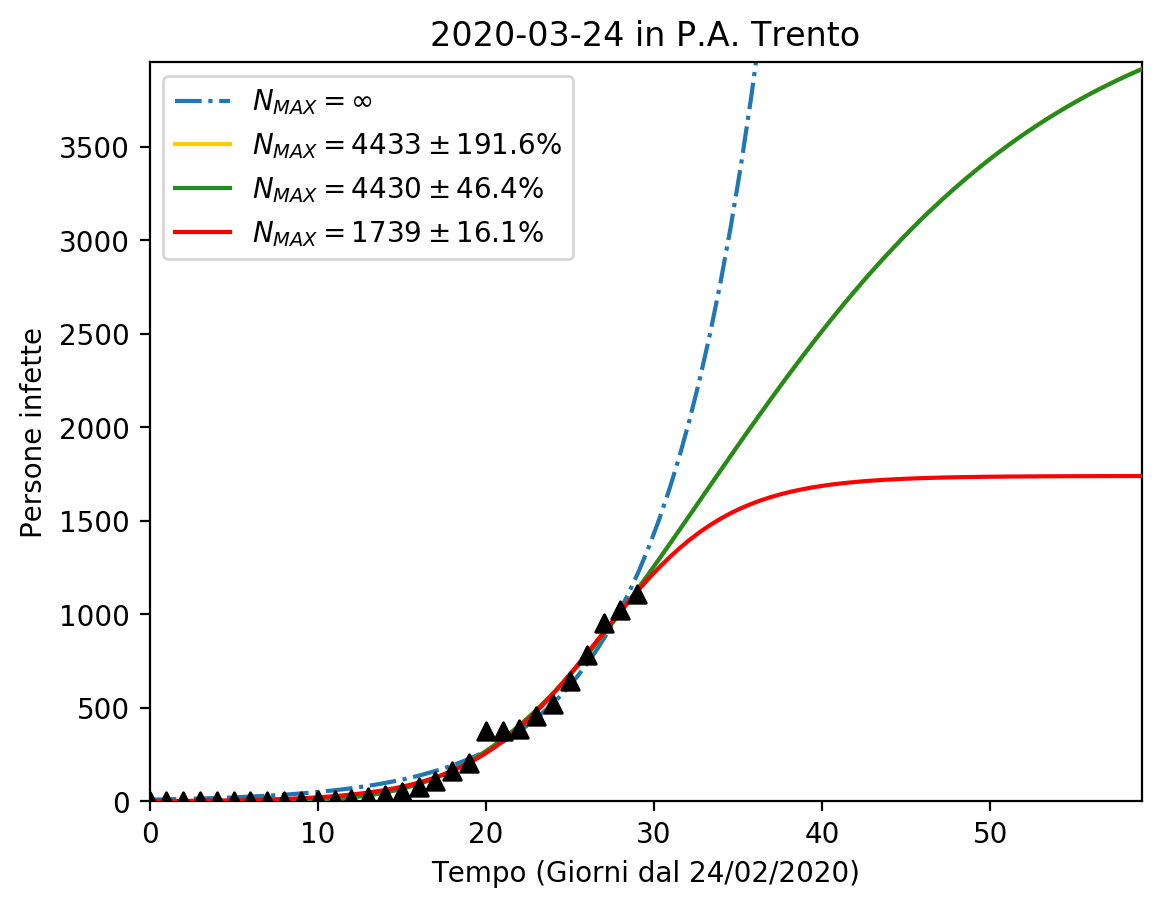 2020-03-24 in P.A. Trento
N_MAX = ∞
N_MAX = 4433 ± 191.6%
N_MAX = 4430 ± 46.4%
N_MAX = 1739 ± 16.1%
Persone infette
3500
3000
2500
2000
1500
1000
500
0
0 10 20 30 40 50
Tempo (Giorni dal 24/02/2020)